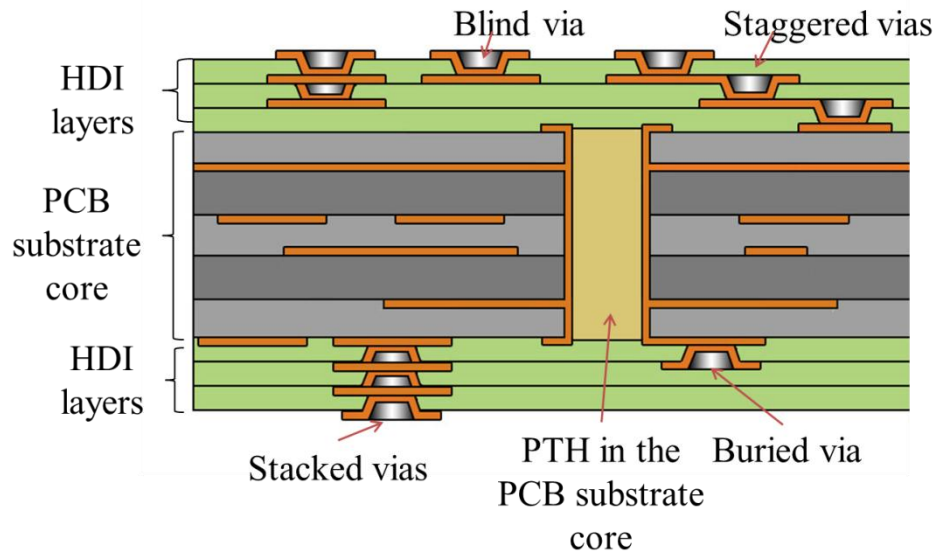 Blind via
Staggered vias
HDI
layers
PCB
substrate
core
HDI
layers
Stacked vias
PTH in the
PCB substrate
core
Buried via